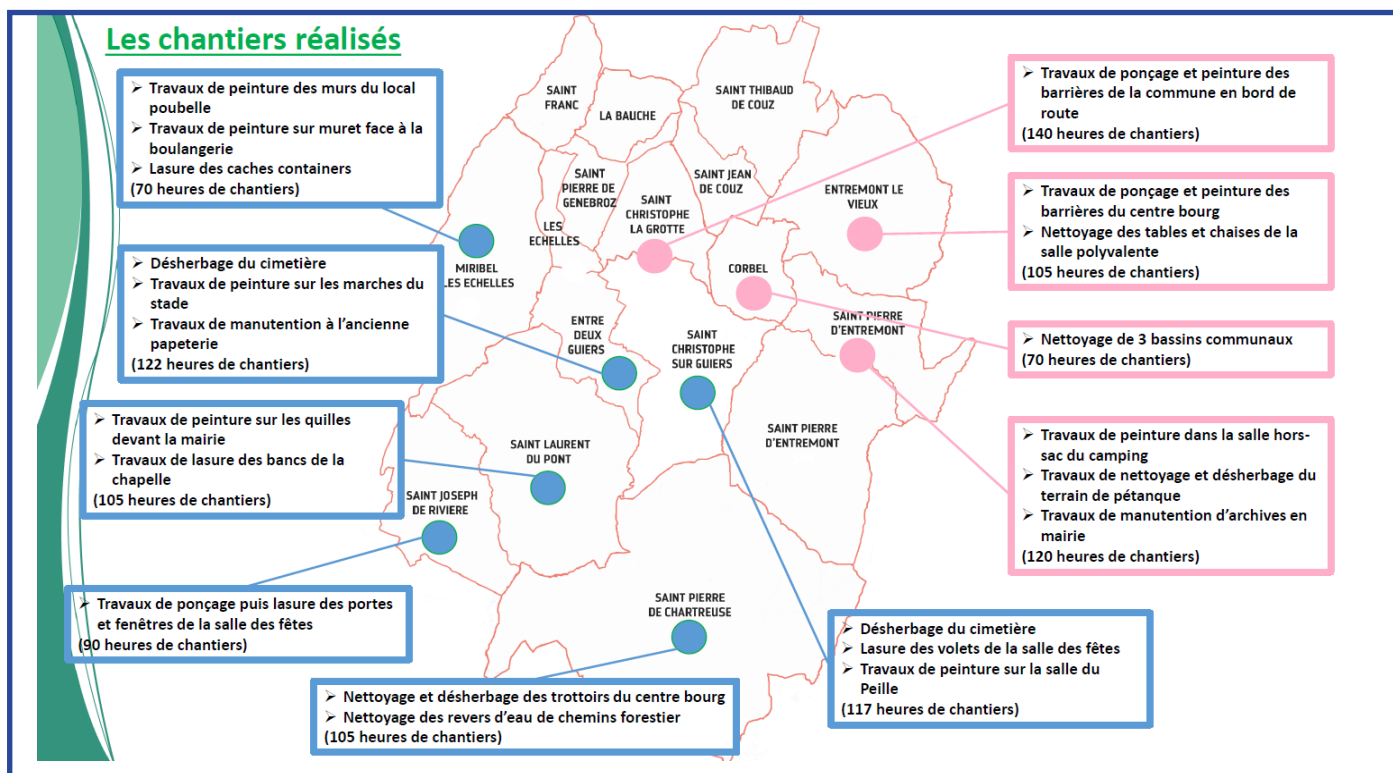 Les chantiers réalisés
➢ Travaux de peinture des murs du local
poubelle
➢ Travaux de peinture sur muret face à la
boulangerie
➢ Lasure des caches containers
(70 heures de chantiers)
➢ Désherbage du cimetière
➢ Travaux de peinture sur les marches du
stade
➢ Travaux de manutention à l'ancienne
papeterie
(122 heures de chantiers)
➢ Travaux de peinture sur les quilles
devant la mairie
➢ Travaux de lasure des bancs de la
chapelle
(105 heures de chantiers)
➢ Travaux de ponçage puis lasure des portes
et fenêtres de la salle des fêtes
(90 heures de chantiers)
➢ Nettoyage et désherbage des trottoirs du centre bourg
➢ Nettoyage des revers d'eau de chemins forestier
(105 heures de chantiers)
SAINT
FRANC
LA BAUCHE
SAINT THIBAUD
DE COUZ
SAINT
PIERRE DE
GENEBROZ
SAINT
CHRISTOPHE
LA GROTTE
SAINT JEAN
DE COUZ
ENTREMONT LE
VIEUX
LES
ECHELLES
MIRIBEL
LES ECHELLES
CORBEL
ENTRE
DEUX
GUIERS
SAINT
CHRISTOPHE
SUR GUIERS
SAINT PIERRE
D'ENTREMONT
SAINT PIERRE
D'ENTREMONT
SAINT LAURENT
DU PONT
SAINT JOSEPH
DE RIVIERE
SAINT PIERRE
DE CHARTREUSE
➢ Travaux de ponçage et peinture des
barrières de la commune en bord de
route
(140 heures de chantiers)
➢ Travaux de ponçage et peinture des
barrières du centre bourg
➢ Nettoyage des tables et chaises de la
salle polyvalente
(105 heures de chantiers)
➢ Nettoyage de 3 bassins communaux
(70 heures de chantiers)
➢ Travaux de peinture dans la salle hors-
sac du camping
➢ Travaux de nettoyage et désherbage du
terrain de pétanque
➢ Travaux de manutention d'archives en
mairie
(120 heures de chantiers)
➢ Désherbage du cimetière
➢ Lasure des volets de la salle des fêtes
➢ Travaux de peinture sur la salle du
Peille
(117 heures de chantiers)